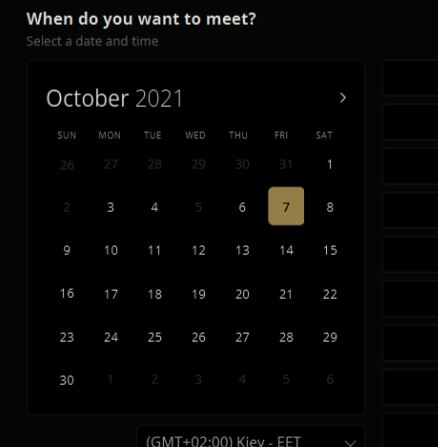 When do you want to meet?
Select a date and time
October 2021
SUN MON TUE WED THU FRI SAT
26 27 28 29 30 31 1
2 3 4 5 6 7 8
9 10 11 12 13 14 15
16 17 18 19 20 21 22
23 24 25 26 27 28 29
30 1 2 3 4 5 6
(GMT+02:00) Kiev - EET